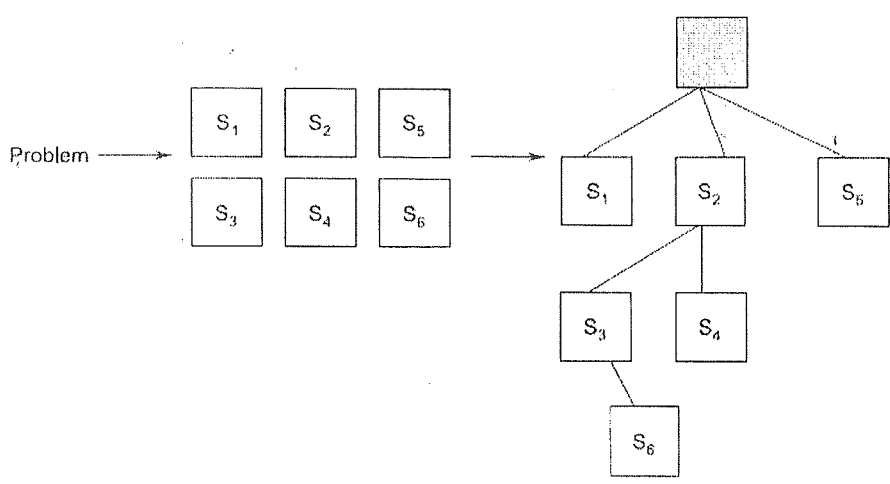 S₁ S₂ S₅
Problem
S₃ S₄ S₆
S₁ S₂ S₅
S₃ S₄
S₆